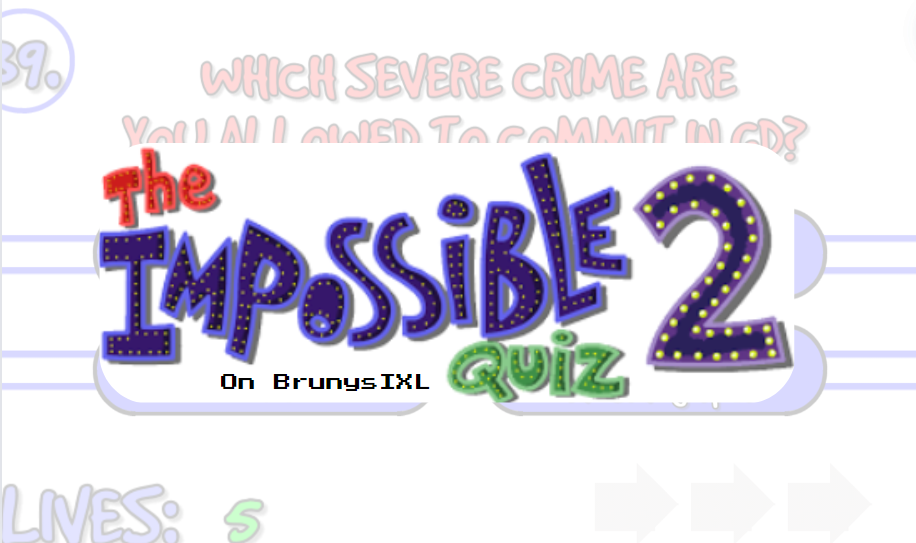 39.
WHICH SEVERE CRIME ARE
YOU ALLOWED TO COMMIT IN GD?
The
IMPOSSIBLE
QUIZ
2
On BrunysIXL
LIVES: 5